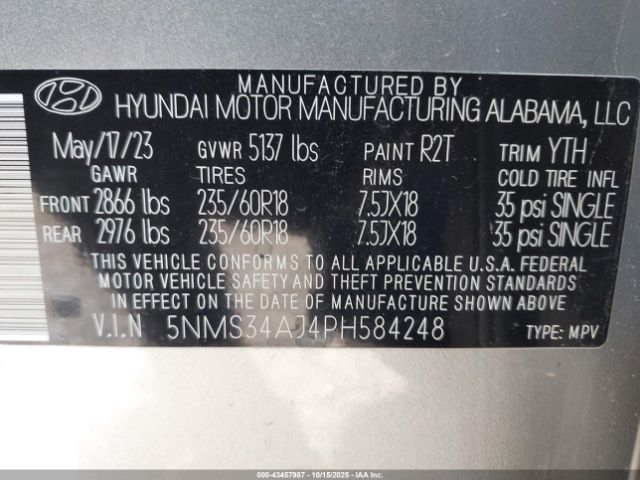 MANUFACTURED BY
HYUNDAI MOTOR MANUFACTURING ALABAMA, LLC
May/17/23 GVWR 5137 lbs PAINT R2T TRIM YTH
GAWR TIRES RIMS COLD TIRE INFL
FRONT 2866 lbs 235/60R18 7.5JX18 35 psi SINGLE
REAR 2976 lbs 235/60R18 7.5JX18 35 psi SINGLE
THIS VEHICLE CONFORMS TO ALL APPLICABLE U.S.A. FEDERAL
MOTOR VEHICLE SAFETY AND THEFT PREVENTION STANDARDS
IN EFFECT ON THE DATE OF MANUFACTURE SHOWN ABOVE.
V.I.N 5NMS34AJ4PH584248 TYPE: MPV
000-43457987 - 10/15/2025 - COPART.COM